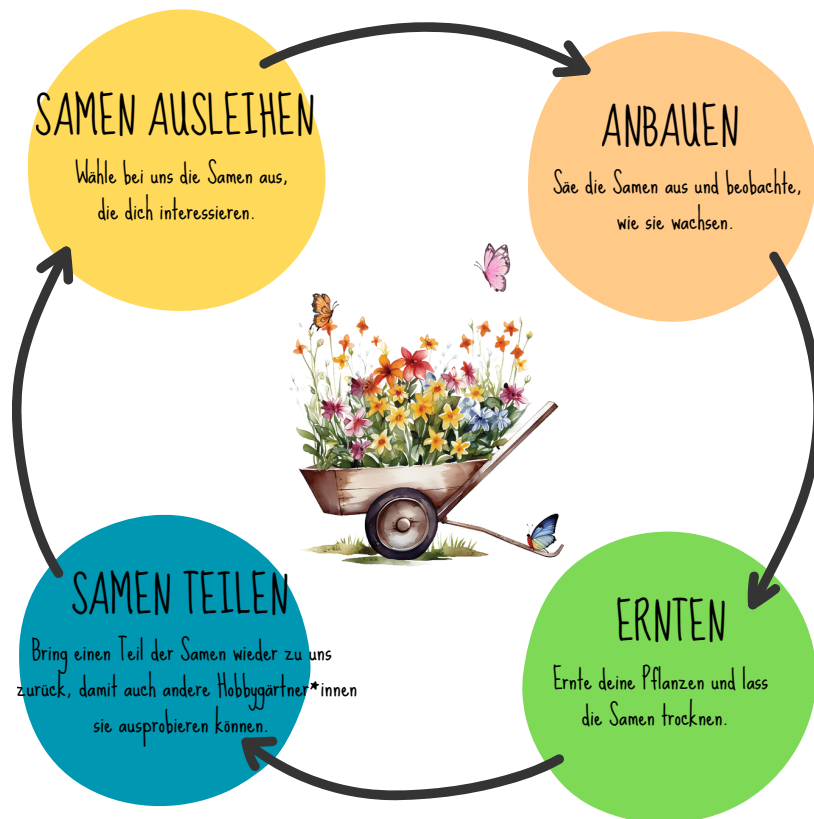 SAMEN AUSLEIHEN
Wähle bei uns die Samen aus,
die dich interessieren.
ANBAUEN
Säe die Samen aus und beobachte,
wie sie wachsen.
ERNTEN
Ernte deine Pflanzen und lass
die Samen trocknen.
SAMEN TEILEN
Bring einen Teil der Samen wieder zu uns
zurück, damit auch andere Hobbygärtner*innen
sie ausprobieren können.